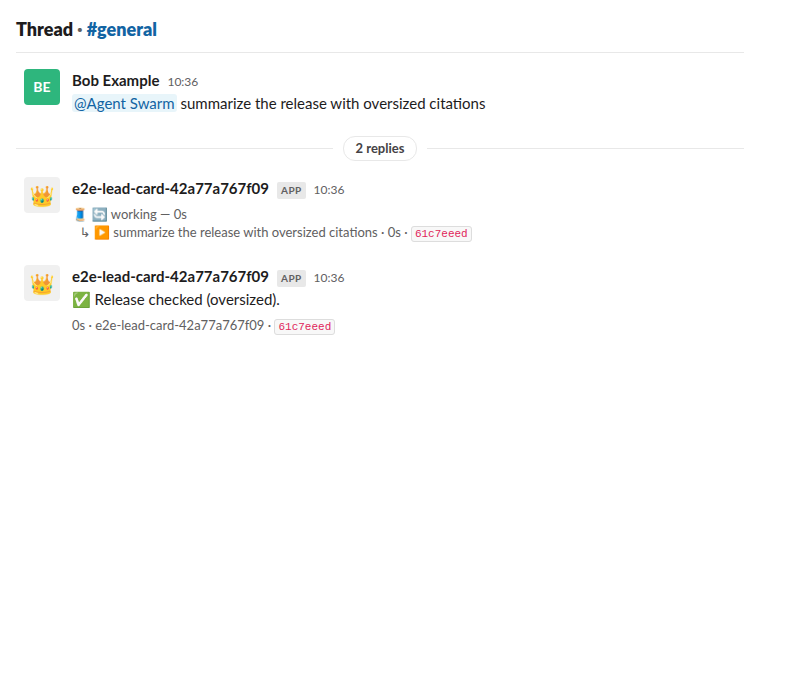 Thread • #general
BE
Bob Example 10:36
@Agent Swarm summarize the release with oversized citations
2 replies
e2e-lead-card-42a77a767f09 APP 10:36
🧵 🔄 working — 0s
↳ ▶️ summarize the release with oversized citations · 0s · 61c7eeed
e2e-lead-card-42a77a767f09 APP 10:36
✅ Release checked (oversized).
0s · e2e-lead-card-42a77a767f09 · 61c7eeed